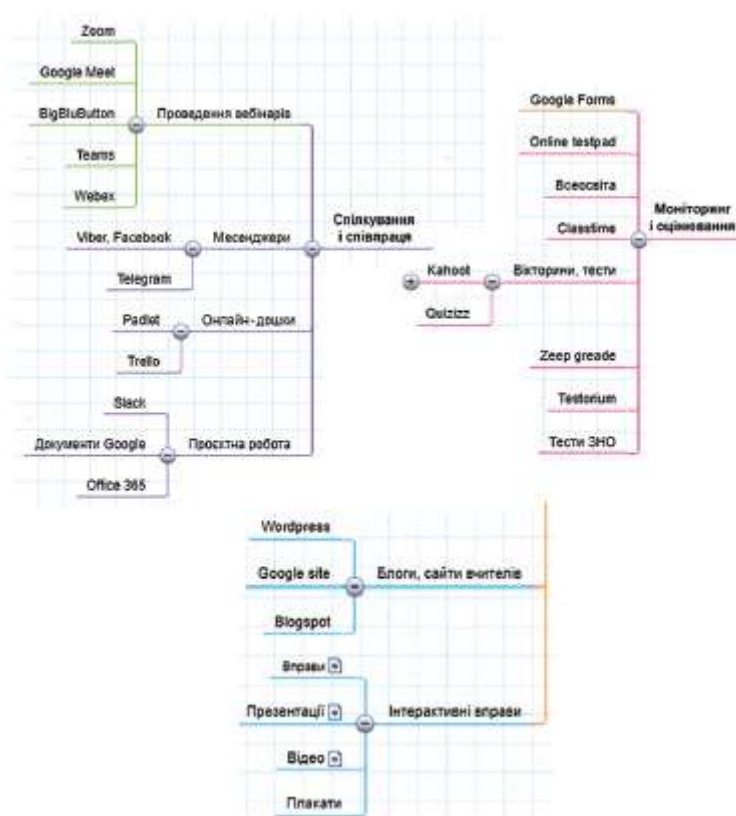 Zoom
Google Meet
BigBluButton
Проведення вебінарів
Teams
Webex
Спілкування
і співпраця
Viber, Facebook
Месенджери
Telegram
Padlet
Онлайн-дошки
Trello
Slack
Документи Google
Проєктна робота
Office 365
Google Forms
Online testpad
Всеосвіта
Classtime
Моніторинг
і оцінювання
Kahoot
Вікторини, тести
Quizizz
Zeep greade
Testorium
Тести ЗНО
Wordpress
Google site
Блоги, сайти вчителів
Blogspot
Вправи
Презентації
Інтерактивні вправи
Відео
Плакати